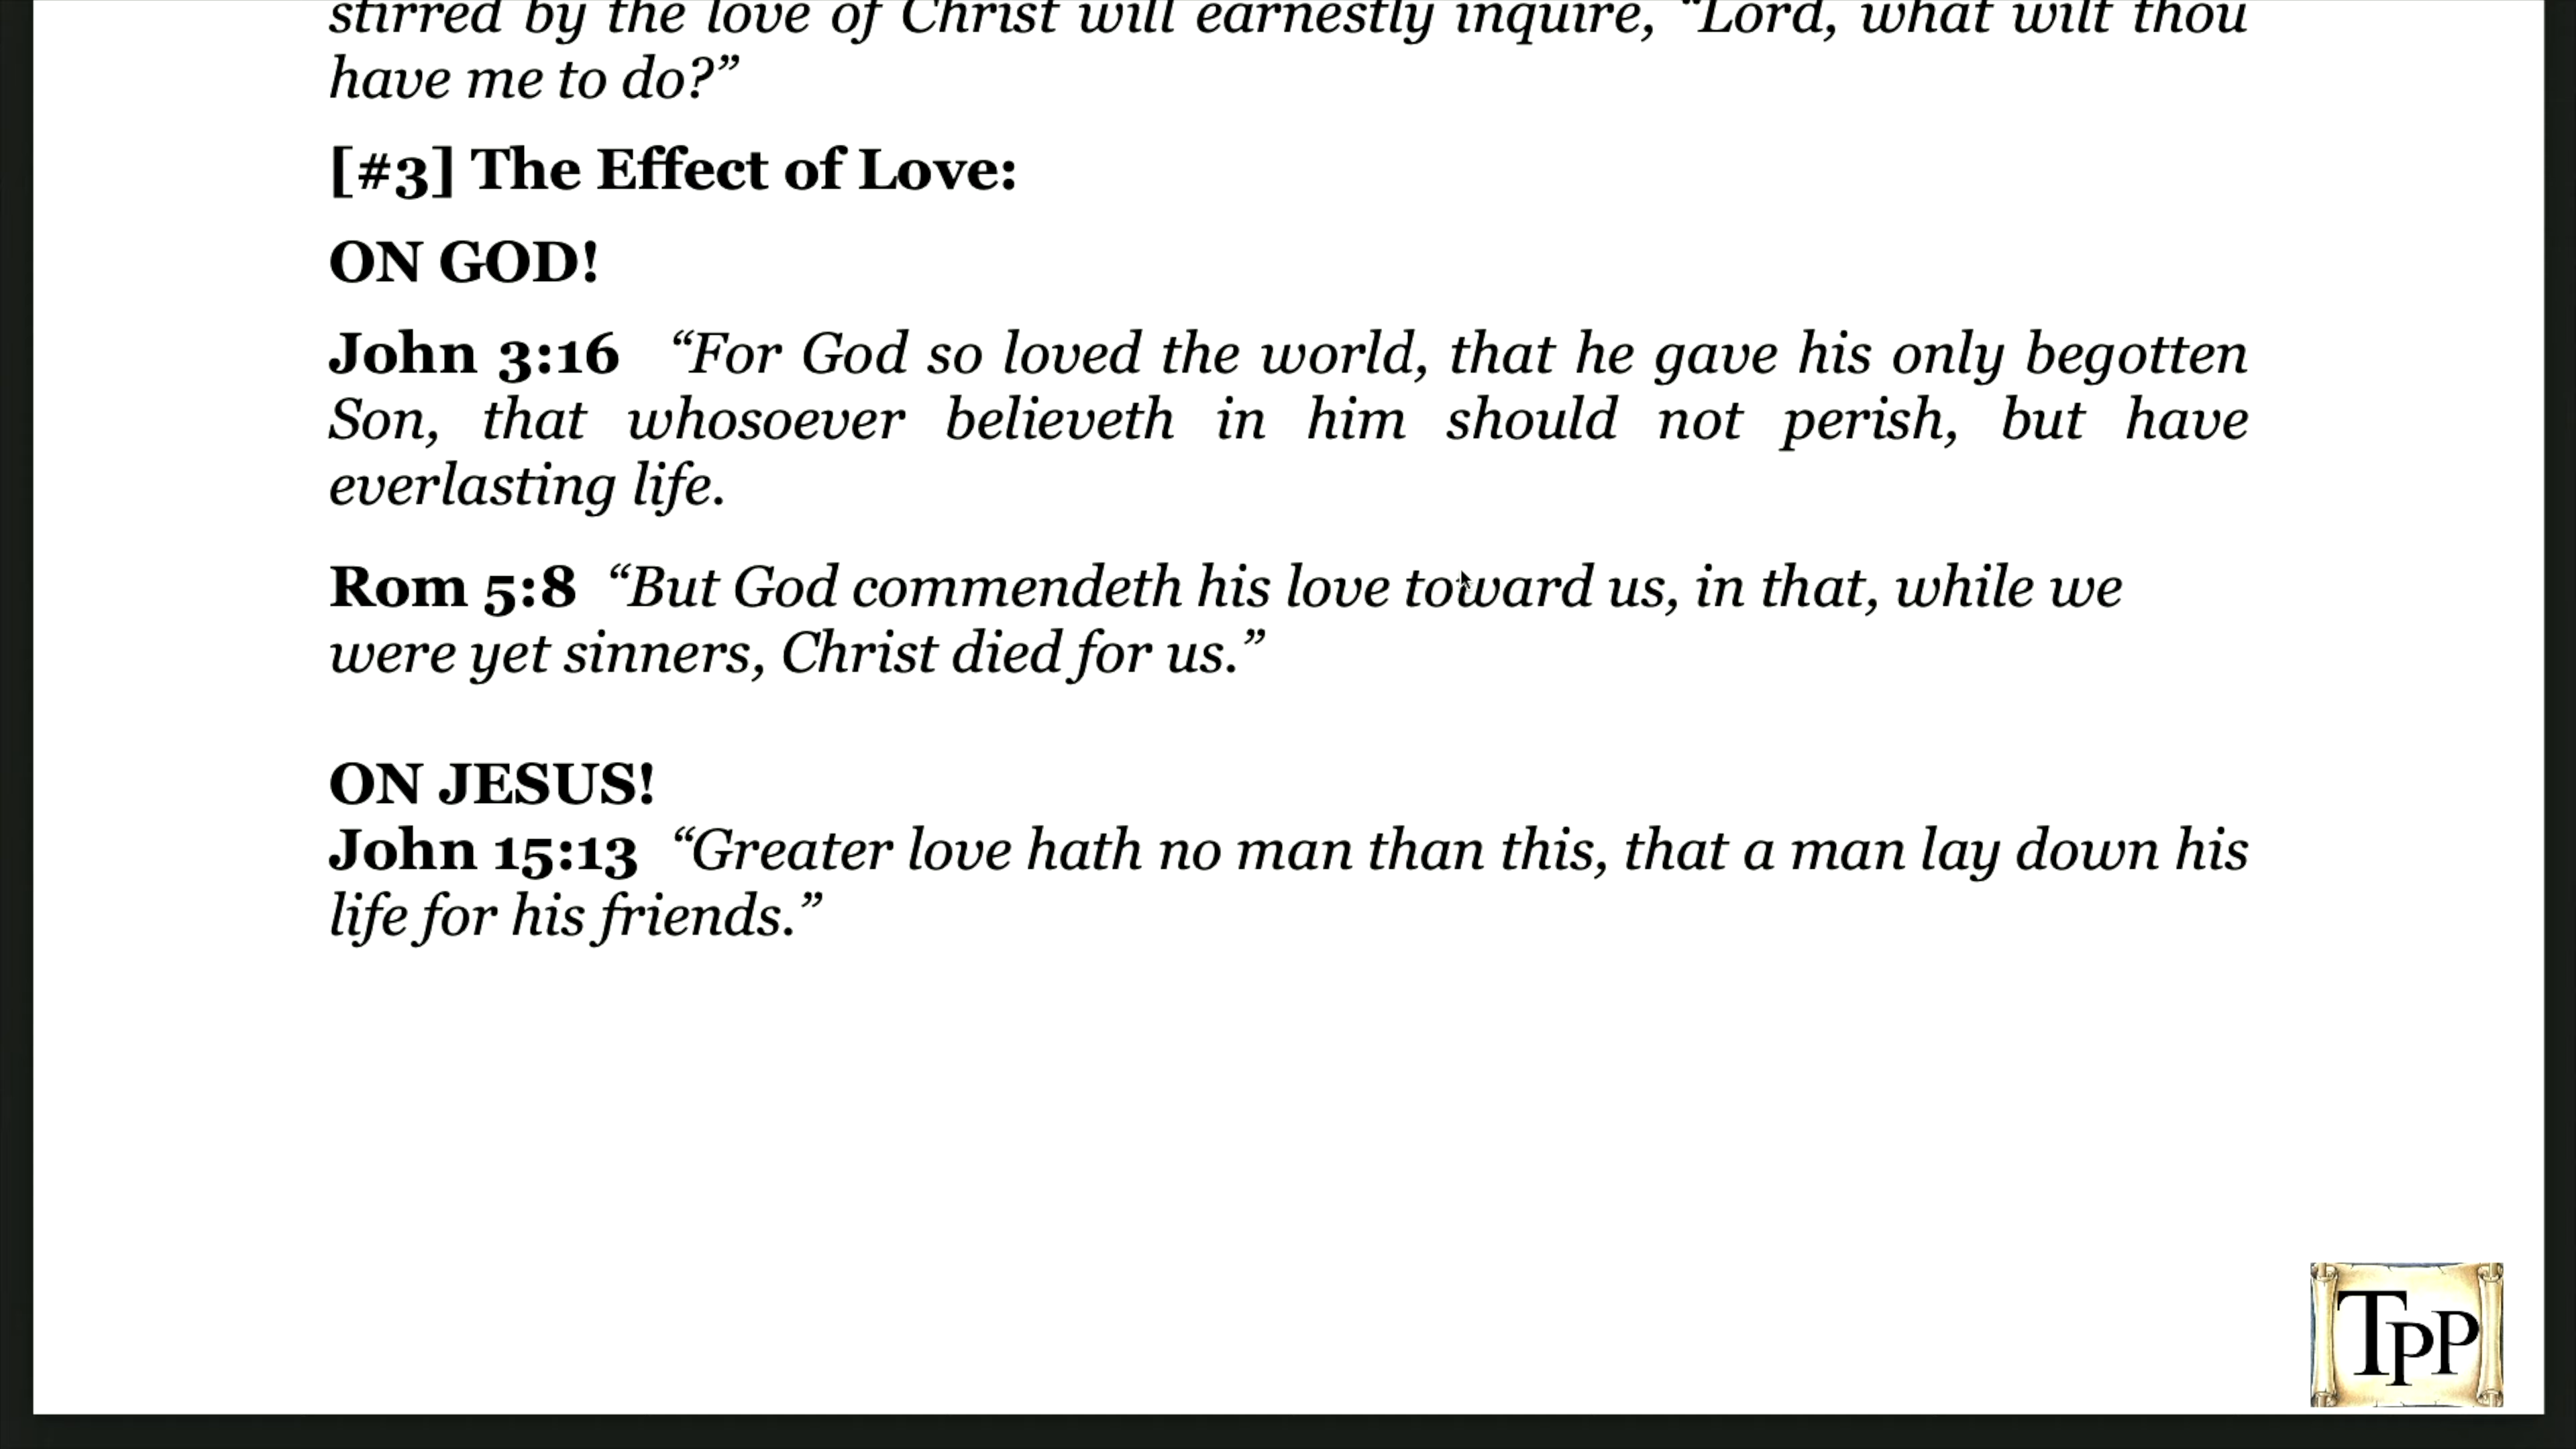 stirred by the love of Christ will earnestly inquire, “Lord, what wilt thou
have me to do?”
[#3] The Effect of Love:
ON GOD!
John 3:16 “For God so loved the world, that he gave his only begotten
Son, that whosoever believeth in him should not perish, but have
everlasting life.
Rom 5:8 “But God commendeth his love toward us, in that, while we
were yet sinners, Christ died for us.”
ON JESUS!
John 15:13 “Greater love hath no man than this, that a man lay down his
life for his friends.”
TPP